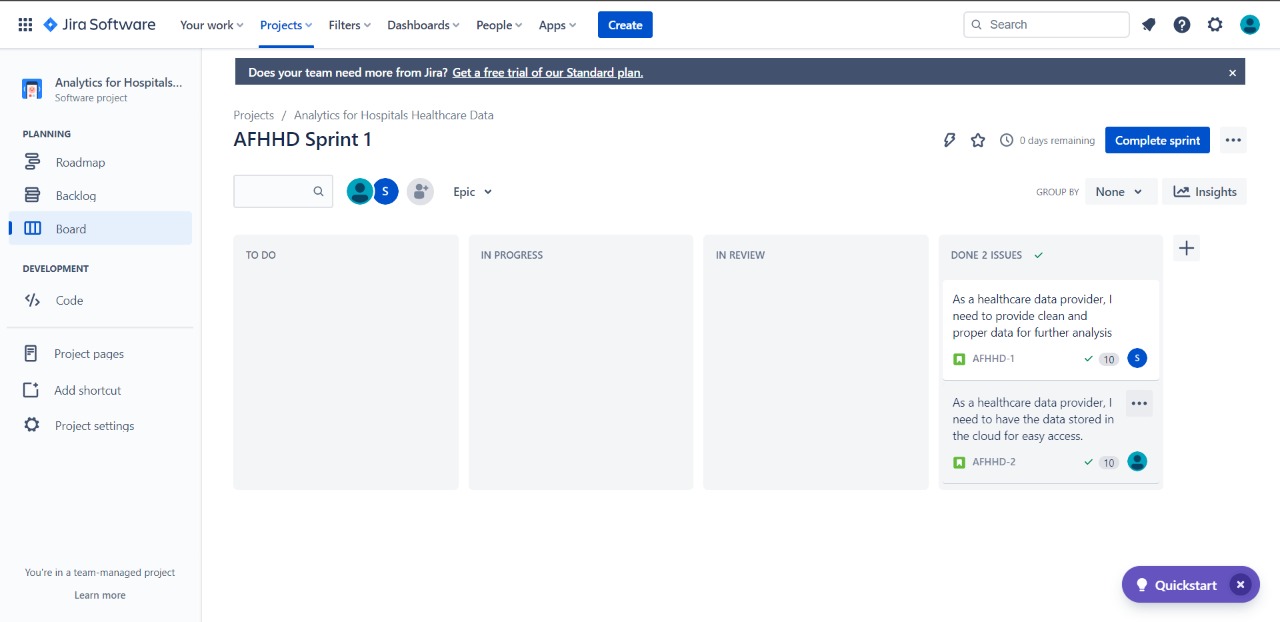 Jira Software
Your work
Projects
Filters
Dashboards
People
Apps
Create
Search
Analytics for Hospitals...
Software project
PLANNING
Roadmap
Backlog
Board
DEVELOPMENT
Code
Project pages
Add shortcut
Project settings
You're in a team-managed project
Learn more
Does your team need more from Jira? Get a free trial of our Standard plan.
Projects / Analytics for Hospitals Healthcare Data
AFHHD Sprint 1
0 days remaining
Complete sprint
S
Epic
GROUP BY
None
Insights
TO DO
IN PROGRESS
IN REVIEW
DONE 2 ISSUES
As a healthcare data provider, I
need to provide clean and
proper data for further analysis
AFHHD-1
10
S
As a healthcare data provider, I
need to have the data stored in
the cloud for easy access.
AFHHD-2
10
Quickstart